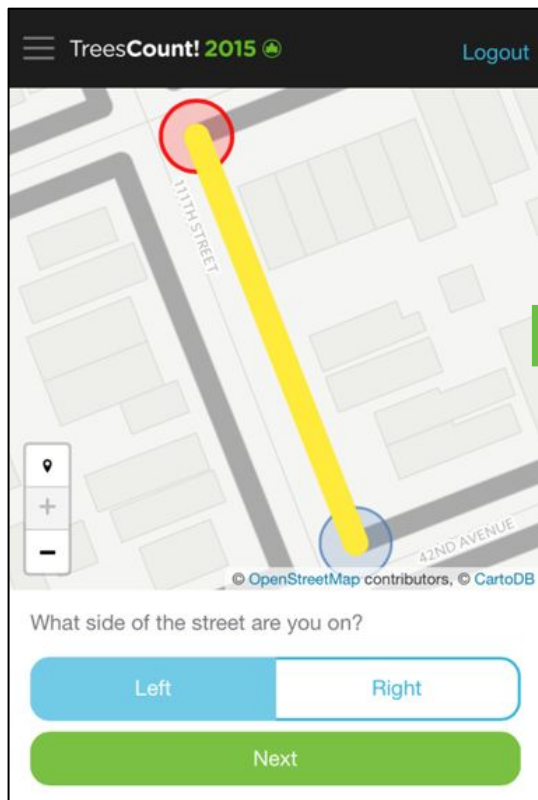 TreesCount! 2015
Logout
111TH STREET
+
−
42ND AVENUE
© OpenStreetMap contributors, © CartoDB
What side of the street are you on?
Left
Right
Next